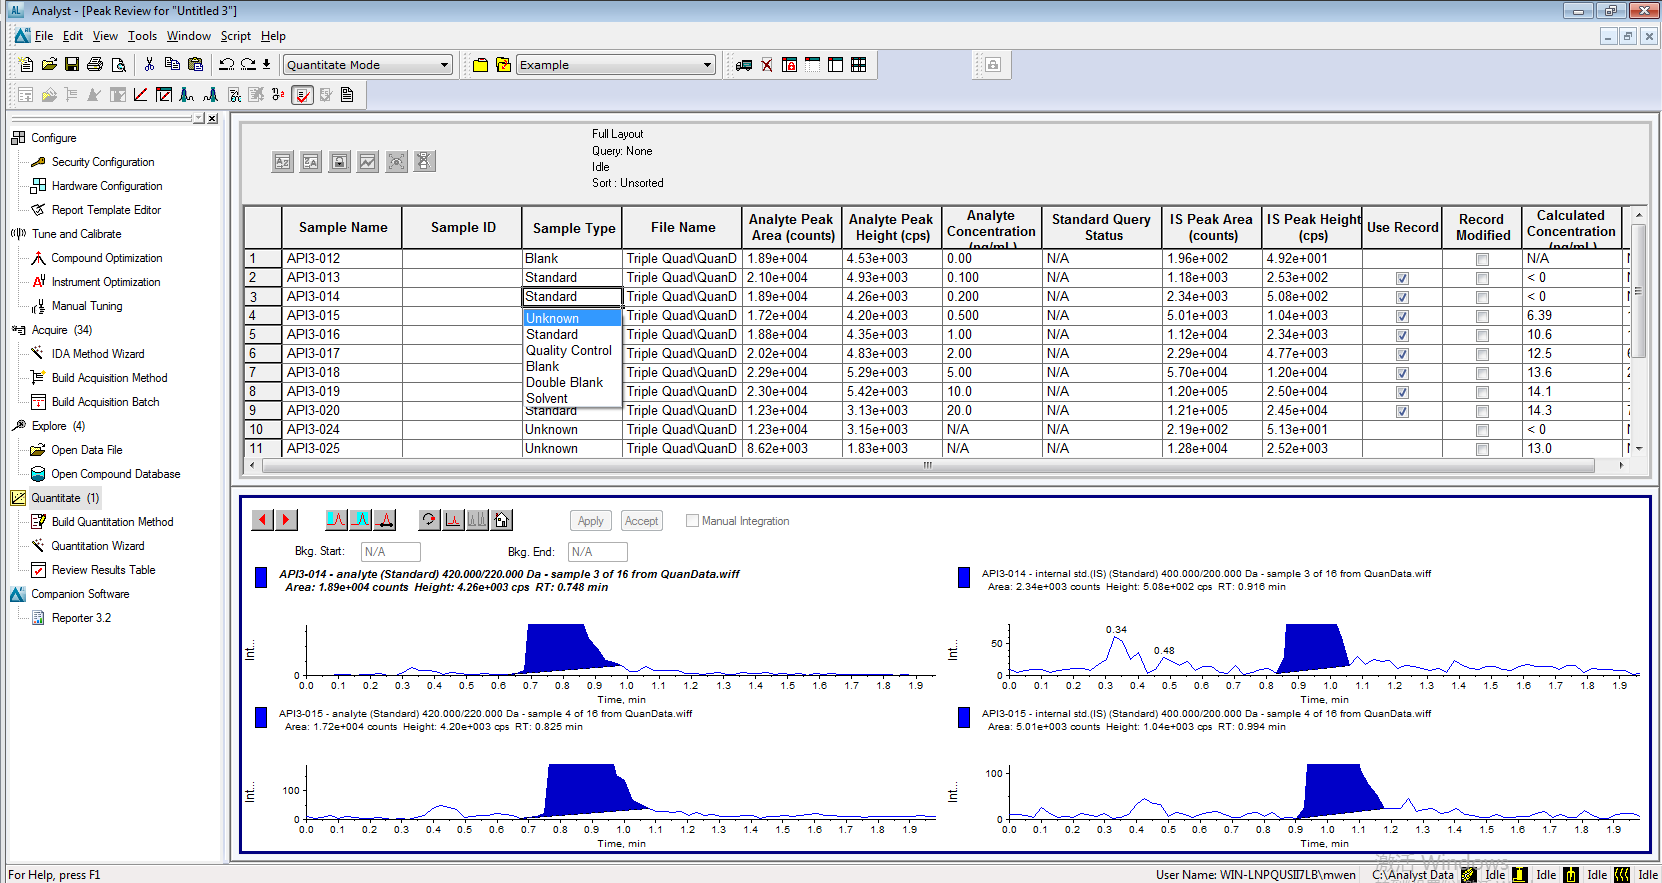 Analyst - [Peak Review for "Untitled 3"]
File Edit View Tools Window Script Help
Quantitate Mode
Example
Configure
Security Configuration
Hardware Configuration
Report Template Editor
Tune and Calibrate
Compound Optimization
Instrument Optimization
Manual Tuning
Acquire (34)
IDA Method Wizard
Build Acquisition Method
Build Acquisition Batch
Explore (4)
Open Data File
Open Compound Database
Quantitate (1)
Build Quantitation Method
Quantitation Wizard
Review Results Table
Companion Software
Reporter 3.2
Full Layout
Query: None
Idle
Sort : Unsorted
Sample Name Sample ID Sample Type File Name Analyte Peak Area (counts) Analyte Peak Height (cps) Analyte Concentration (ng/mL) Standard Query Status IS Peak Area (counts) IS Peak Height (cps) Use Record Record Modified Calculated Concentration (ng/mL)
1 API3-012 Blank Triple Quad\QuanD 1.89e+004 4.53e+003 0.00 N/A 1.96e+002 4.92e+001 N/A
2 API3-013 Standard Triple Quad\QuanD 2.10e+004 4.93e+003 0.100 N/A 1.18e+003 2.53e+002 < 0
3 API3-014 Standard Triple Quad\QuanD 1.89e+004 4.26e+003 0.200 N/A 2.34e+003 5.08e+002 < 0
4 API3-015 Triple Quad\QuanD 1.72e+004 4.20e+003 0.500 N/A 5.01e+003 1.04e+003 6.39
5 API3-016 Triple Quad\QuanD 1.88e+004 4.35e+003 1.00 N/A 1.12e+004 2.34e+003 10.6
6 API3-017 Triple Quad\QuanD 2.02e+004 4.83e+003 2.00 N/A 2.29e+004 4.77e+003 12.5
7 API3-018 Triple Quad\QuanD 2.29e+004 5.29e+003 5.00 N/A 5.70e+004 1.20e+004 13.6
8 API3-019 Triple Quad\QuanD 2.30e+004 5.42e+003 10.0 N/A 1.20e+005 2.50e+004 14.1
9 API3-020 Standard Triple Quad\QuanD 1.23e+004 3.13e+003 20.0 N/A 1.21e+005 2.45e+004 14.3
10 API3-024 Unknown Triple Quad\QuanD 1.23e+004 3.15e+003 N/A N/A 2.19e+002 5.13e+001 < 0
11 API3-025 Unknown Triple Quad\QuanD 8.62e+003 1.83e+003 N/A N/A 1.28e+004 2.52e+003 13.0
Unknown
Standard
Quality Control
Blank
Double Blank
Solvent
Apply Accept Manual Integration
Bkg. Start: N/A Bkg. End: N/A
API3-014 - analyte (Standard) 420.000/220.000 Da - sample 3 of 16 from QuanData.wiff
Area: 1.89e+004 counts Height: 4.26e+003 cps RT: 0.748 min
Int...
0
0.0 0.1 0.2 0.3 0.4 0.5 0.6 0.7 0.8 0.9 1.0 1.1 1.2 1.3 1.4 1.5 1.6 1.7 1.8 1.9
Time, min
API3-014 - internal std.(IS) (Standard) 400.000/200.000 Da - sample 3 of 16 from QuanData.wiff
Area: 2.34e+003 counts Height: 5.08e+002 cps RT: 0.916 min
0.34
0.48
Int...
50
0
0.0 0.1 0.2 0.3 0.4 0.5 0.6 0.7 0.8 0.9 1.0 1.1 1.2 1.3 1.4 1.5 1.6 1.7 1.8 1.9
Time, min
API3-015 - analyte (Standard) 420.000/220.000 Da - sample 4 of 16 from QuanData.wiff
Area: 1.72e+004 counts Height: 4.20e+003 cps RT: 0.825 min
Int...
100
0
0.0 0.1 0.2 0.3 0.4 0.5 0.6 0.7 0.8 0.9 1.0 1.1 1.2 1.3 1.4 1.5 1.6 1.7 1.8 1.9
Time, min
API3-015 - internal std.(IS) (Standard) 400.000/200.000 Da - sample 4 of 16 from QuanData.wiff
Area: 5.01e+003 counts Height: 1.04e+003 cps RT: 0.994 min
Int...
100
0
0.0 0.1 0.2 0.3 0.4 0.5 0.6 0.7 0.8 0.9 1.0 1.1 1.2 1.3 1.4 1.5 1.6 1.7 1.8 1.9
Time, min
激活 Windows
For Help, press F1
User Name: WIN-LNPQUSII7LB\mwen C:\Analyst Data Idle Idle Idle Idle